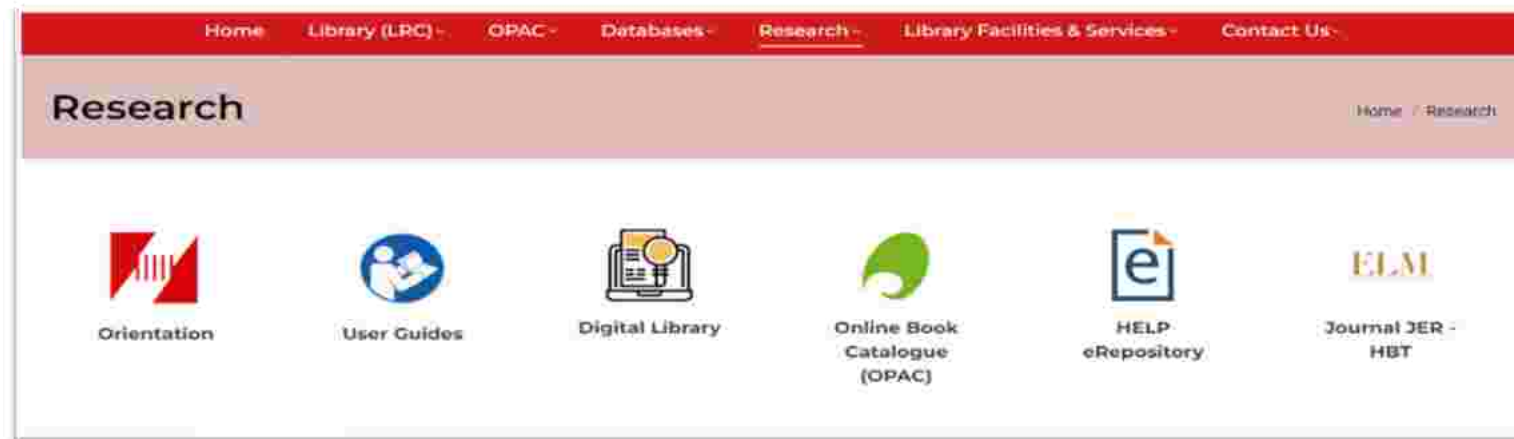 Home Library (LRC) OPAC Databases Research Library Facilities & Services Contact Us
Research
Home / Research
ELM
Orientation
User Guides
Digital Library
Online Book
Catalogue
(OPAC)
HELP
eRepository
Journal JER -
HBT